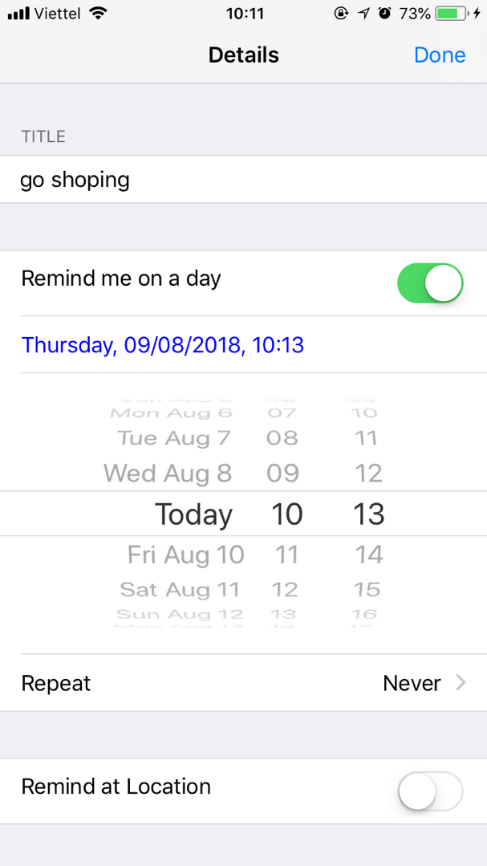 Viettel 10:11 73%
Details Done
TITLE
go shoping
Remind me on a day
Thursday, 09/08/2018, 10:13
Mon Aug 6 07 10
Tue Aug 7 08 11
Wed Aug 8 09 12
Today 10 13
Fri Aug 10 11 14
Sat Aug 11 12 15
Sun Aug 12 13 16
Repeat Never
Remind at Location